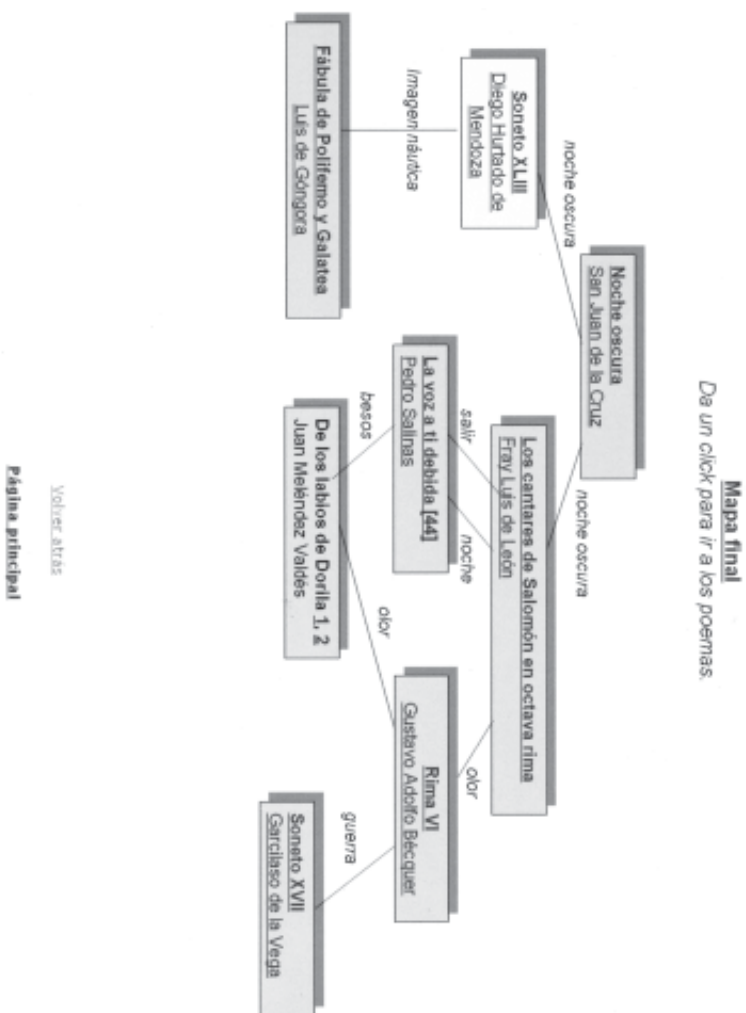 Mapa final
Da un click para ir a los poemas.
Noche oscura
San Juan de la Cruz
noche oscura
noche oscura
Soneto XLIII
Diego Hurtado de
Mendoza
Los cantares de Salomón en octava rima
Fray Luis de León
Imagen náutica
salir
noche
olor
Fábula de Polifemo y Galatea
Luis de Góngora
La voz a ti debida [44]
Pedro Salinas
Rima VI
Gustavo Adolfo Bécquer
besos
olor
guerra
De los labios de Dorila 1, 2
Juan Meléndez Valdés
Soneto XVII
Garcilaso de la Vega
Volver atrás
Página principal